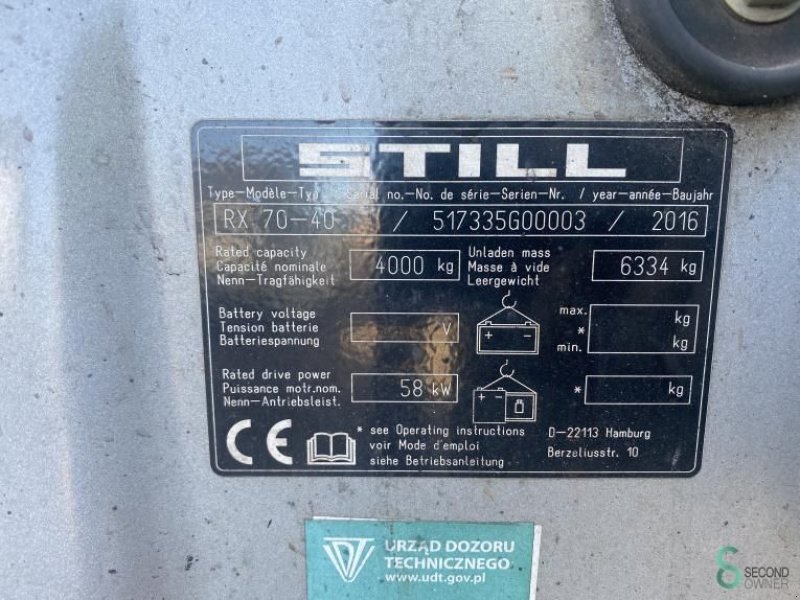 STILL
Type-Modèle-Typ / Serial no.-No. de série-Serien-Nr. / year-année-Baujahr
RX 70-40 / 517335G00003 / 2016
Rated capacity
Capacité nominale
Nenn-Tragfähigkeit
4000 kg
Unladen mass
Masse à vide
Leergewicht
6334 kg
Battery voltage
Tension batterie
Batteriespannung
V
+ -
max.
*
min.
kg
kg
Rated drive power
Puissance motr.nom.
Nenn-Antriebsleist.
58 kW
+ -
* kg
CE
* see Operating instructions
voir Mode d'emploi
siehe Betriebsanleitung
D-22113 Hamburg
Berzeliusstr. 10
URZĄD DOZORU
TECHNICZNEGO
www.udt.gov.pl
SECOND
OWNER